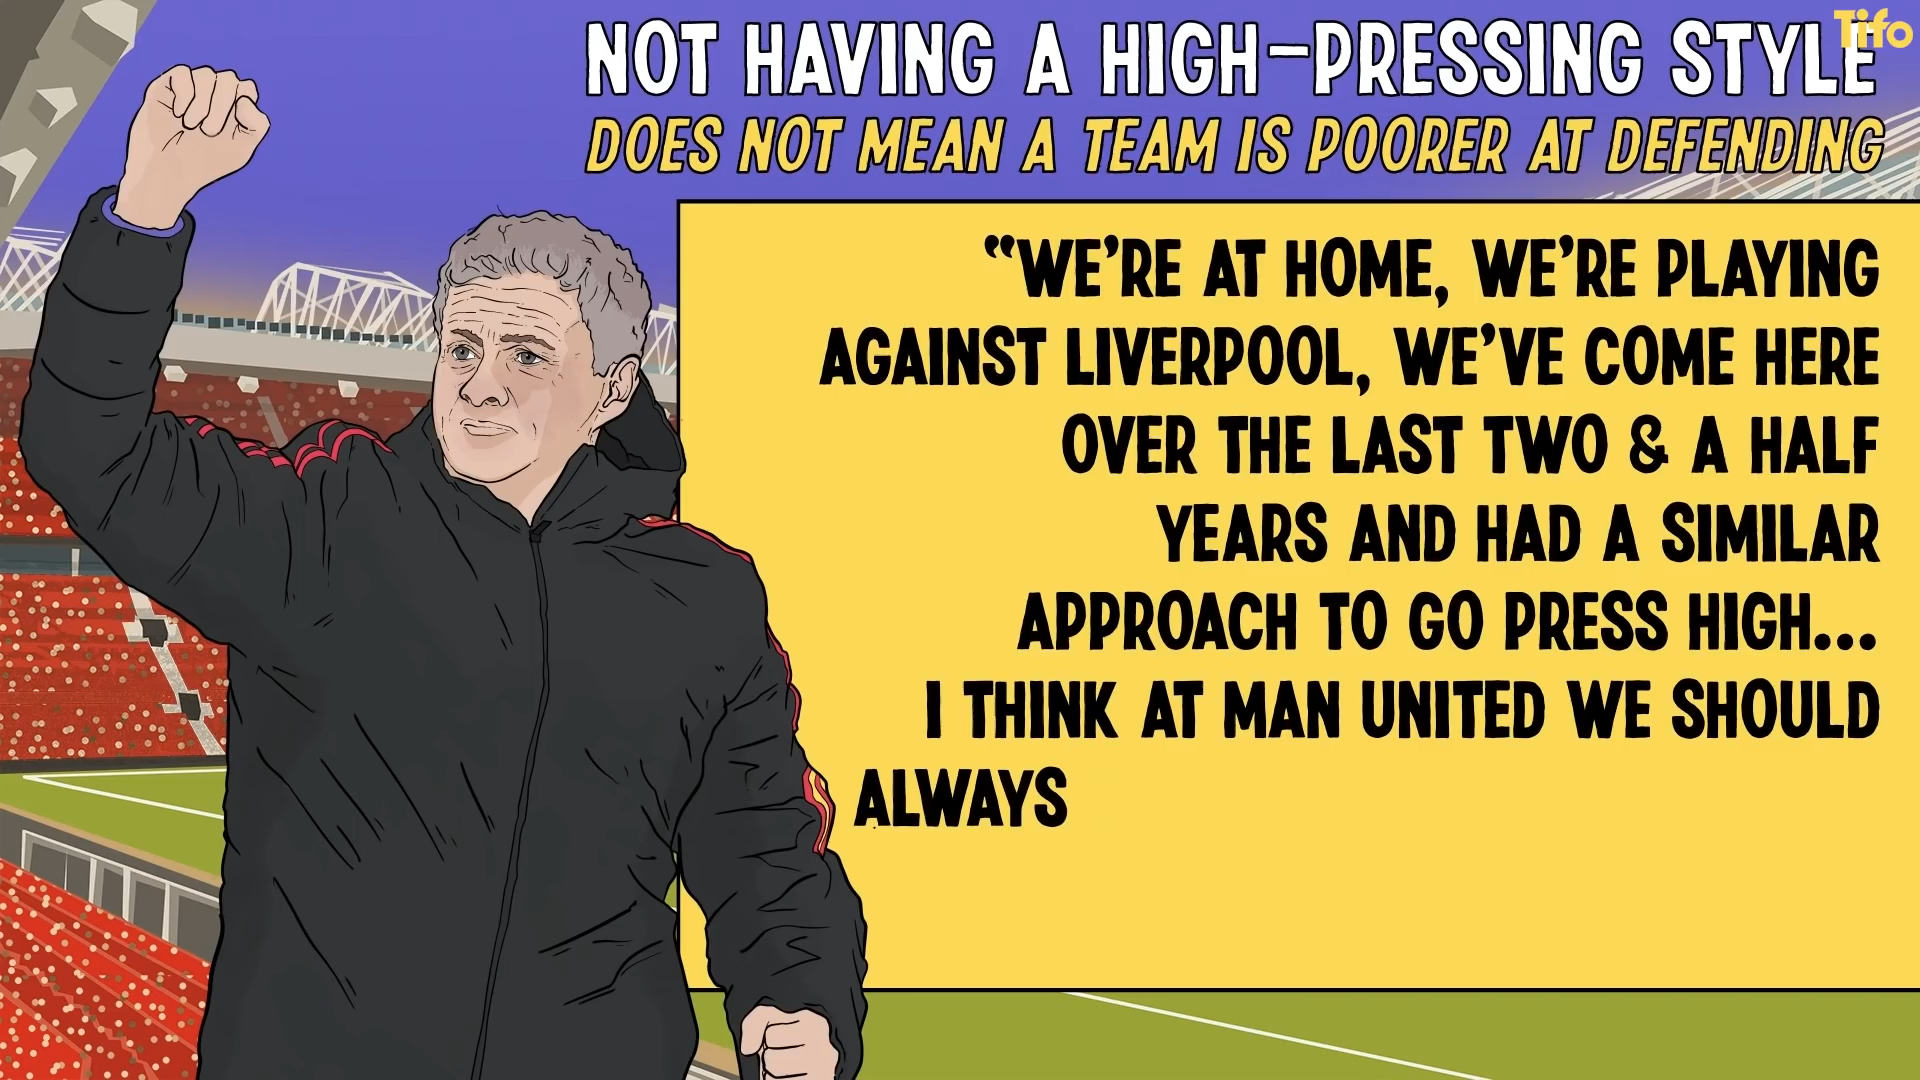 Tifo
NOT HAVING A HIGH-PRESSING STYLE
DOES NOT MEAN A TEAM IS POORER AT DEFENDING
“WE’RE AT HOME, WE’RE PLAYING
AGAINST LIVERPOOL, WE’VE COME HERE
OVER THE LAST TWO & A HALF
YEARS AND HAD A SIMILAR
APPROACH TO GO PRESS HIGH...
I THINK AT MAN UNITED WE SHOULD
ALWAYS